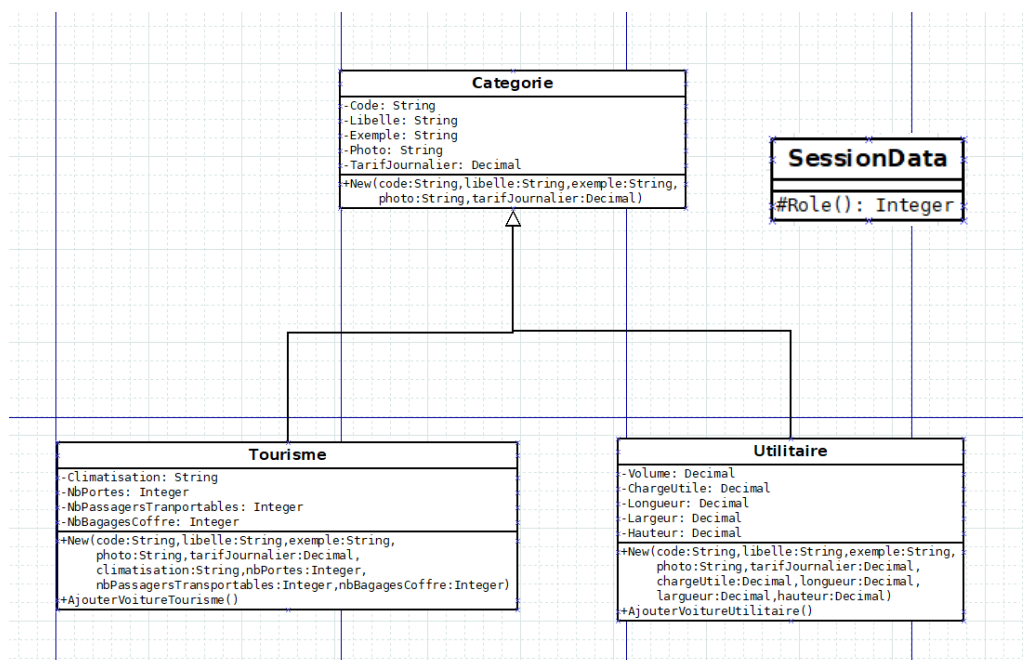 Categorie
-Code: String
-Libelle: String
-Exemple: String
-Photo: String
-TarifJournalier: Decimal
+New(code:String,libelle:String,exemple:String,
photo:String,tarifJournalier:Decimal)
SessionData
#Role(): Integer
Tourisme
-Climatisation: String
-NbPortes: Integer
-NbPassagersTranportables: Integer
-NbBagagesCoffre: Integer
+New(code:String,libelle:String,exemple:String,
photo:String,tarifJournalier:Decimal,
climatisation:String,nbPortes:Integer,
nbPassagersTransportables:Integer,nbBagagesCoffre:Integer)
+AjouterVoitureTourisme()
Utilitaire
-Volume: Decimal
-ChargeUtile: Decimal
-Longueur: Decimal
-Largeur: Decimal
-Hauteur: Decimal
+New(code:String,libelle:String,exemple:String,
photo:String,tarifJournalier:Decimal,
chargeUtile:Decimal,longueur:Decimal,
largueur:Decimal,hauteur:Decimal)
+AjouterVoitureUtilitaire()